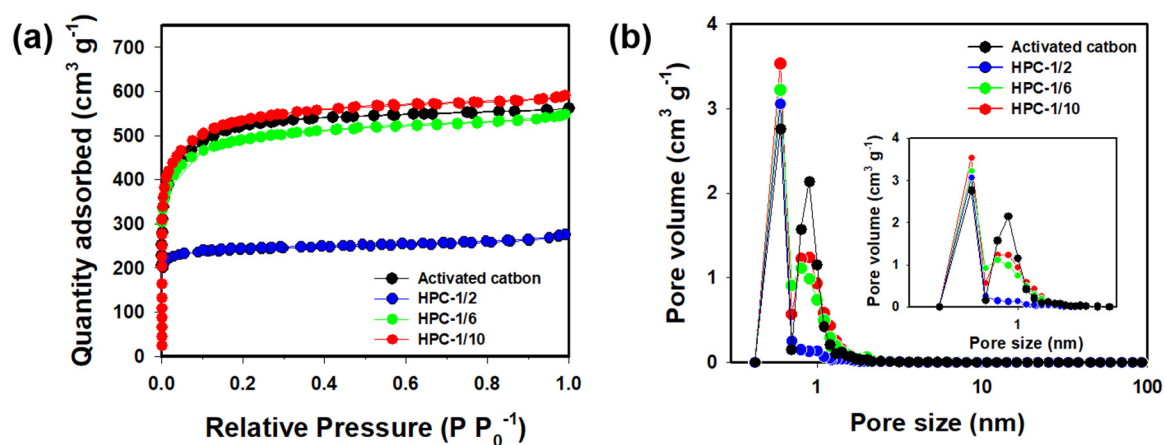 (a)
Quantity adsorbed (cm³ g⁻¹)
700
600
500
400
300
200
100
0
0.0 0.2 0.4 0.6 0.8 1.0
Relative Pressure (P P₀⁻¹)
Activated catbon
HPC-1/2
HPC-1/6
HPC-1/10
(b)
Pore volume (cm³ g⁻¹)
4
3
2
1
0
1 10 100
Pore size (nm)
Activated catbon
HPC-1/2
HPC-1/6
HPC-1/10
Pore volume (cm³ g⁻¹)
4
3
2
1
0
1
Pore size (nm)